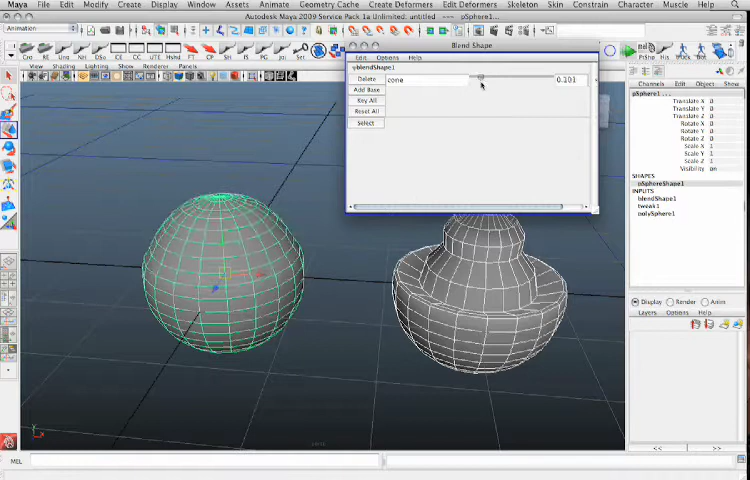 Maya File Edit Modify Create Display Window Assets Animate Geometry Cache Create Deformers Edit Deformers Skeleton Skin Constrain Character Muscle Help
Autodesk Maya 2009 Service Pack 1a Unlimited: untitled --- pSphere1...
Animation
View Shading Lighting Show Renderer Panels
Blend Shape
Edit Options Help
blendShape1
Delete cone 0.101
Add Base
Key All
Reset All
Select
Channels Edit Object Show
pSphere1 ...
Translate X 0
Translate Y 0
Translate Z 0
Rotate X 0
Rotate Y 0
Rotate Z 0
Scale X 1
Scale Y 1
Scale Z 1
Visibility on
SHAPES
pSphereShape1
INPUTS
blendShape1
tweak1
polySphere1
Display Render Anim
Layers Options Help
<< >>
MEL